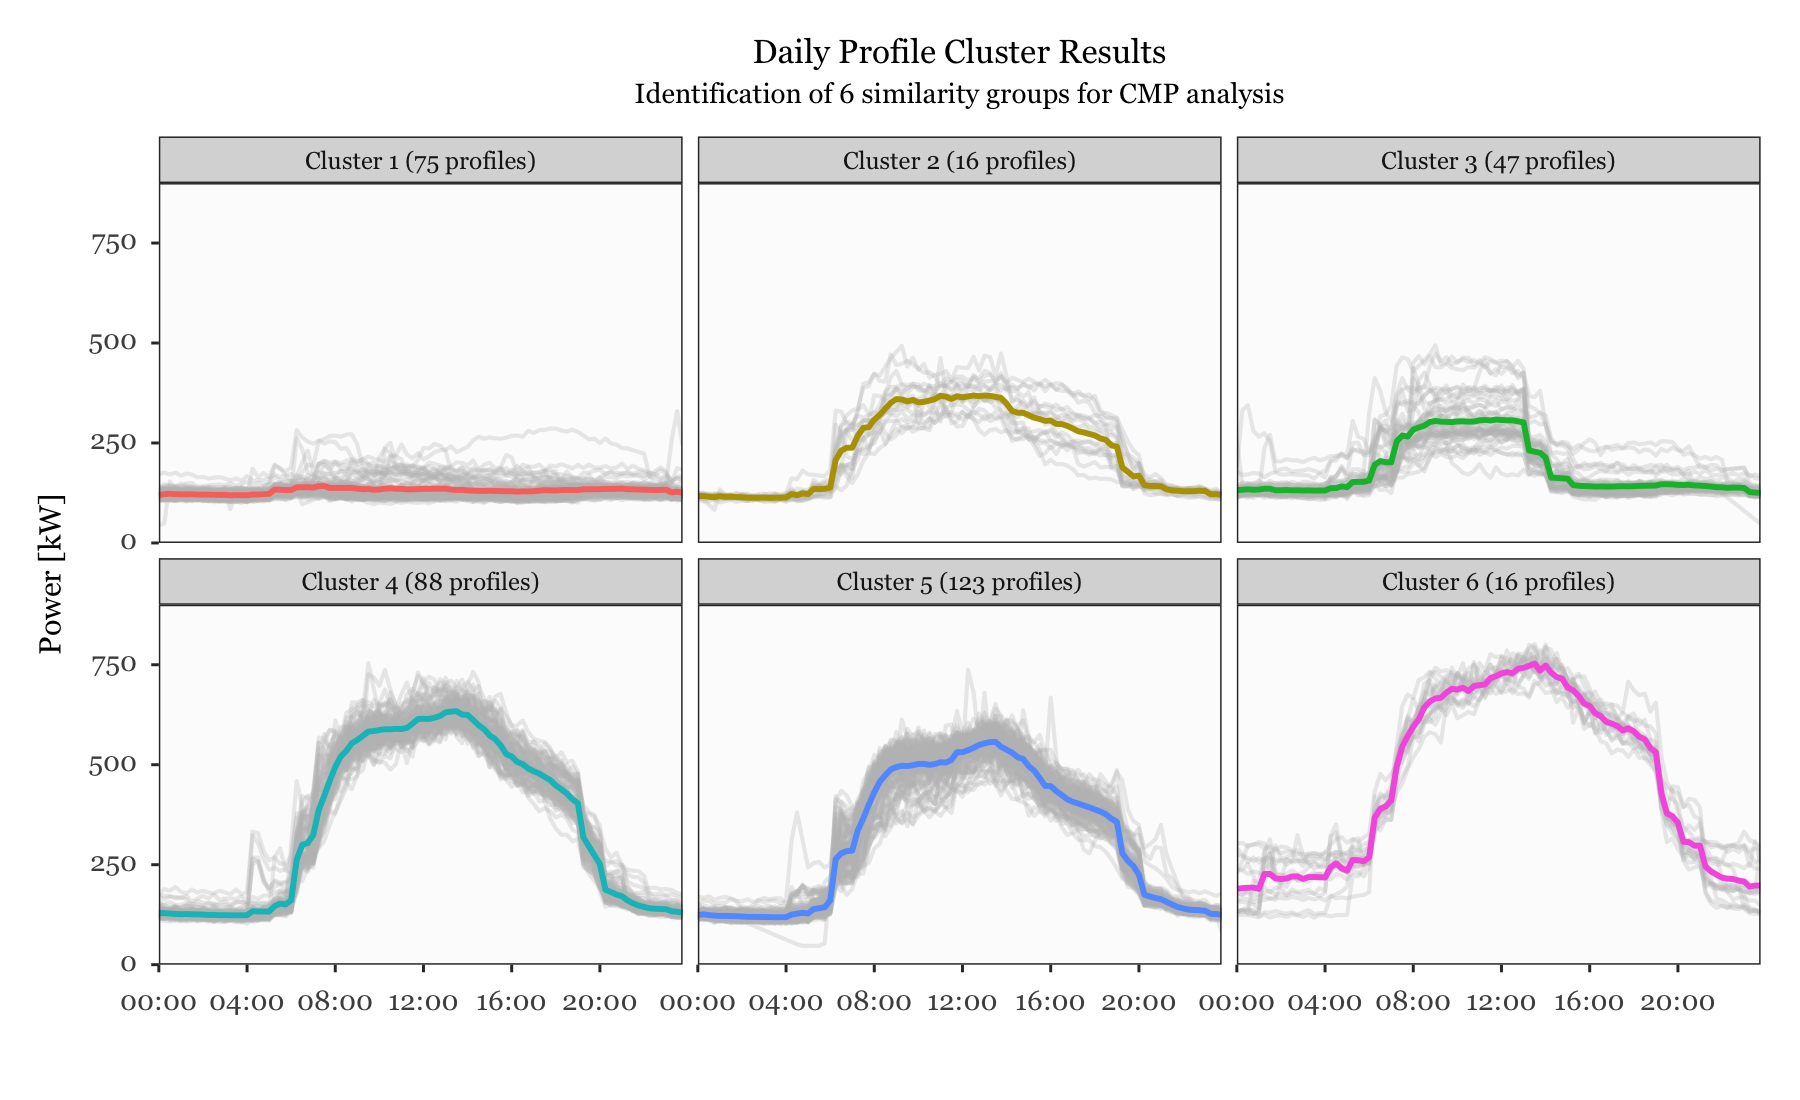 Daily Profile Cluster Results
Identification of 6 similarity groups for CMP analysis
Cluster 1 (75 profiles)
Cluster 2 (16 profiles)
Cluster 3 (47 profiles)
750
500
250
0
Power [kW]
Cluster 4 (88 profiles)
Cluster 5 (123 profiles)
Cluster 6 (16 profiles)
750
500
250
0
00:00 04:00 08:00 12:00 16:00 20:00
00:00 04:00 08:00 12:00 16:00 20:00
00:00 04:00 08:00 12:00 16:00 20:00